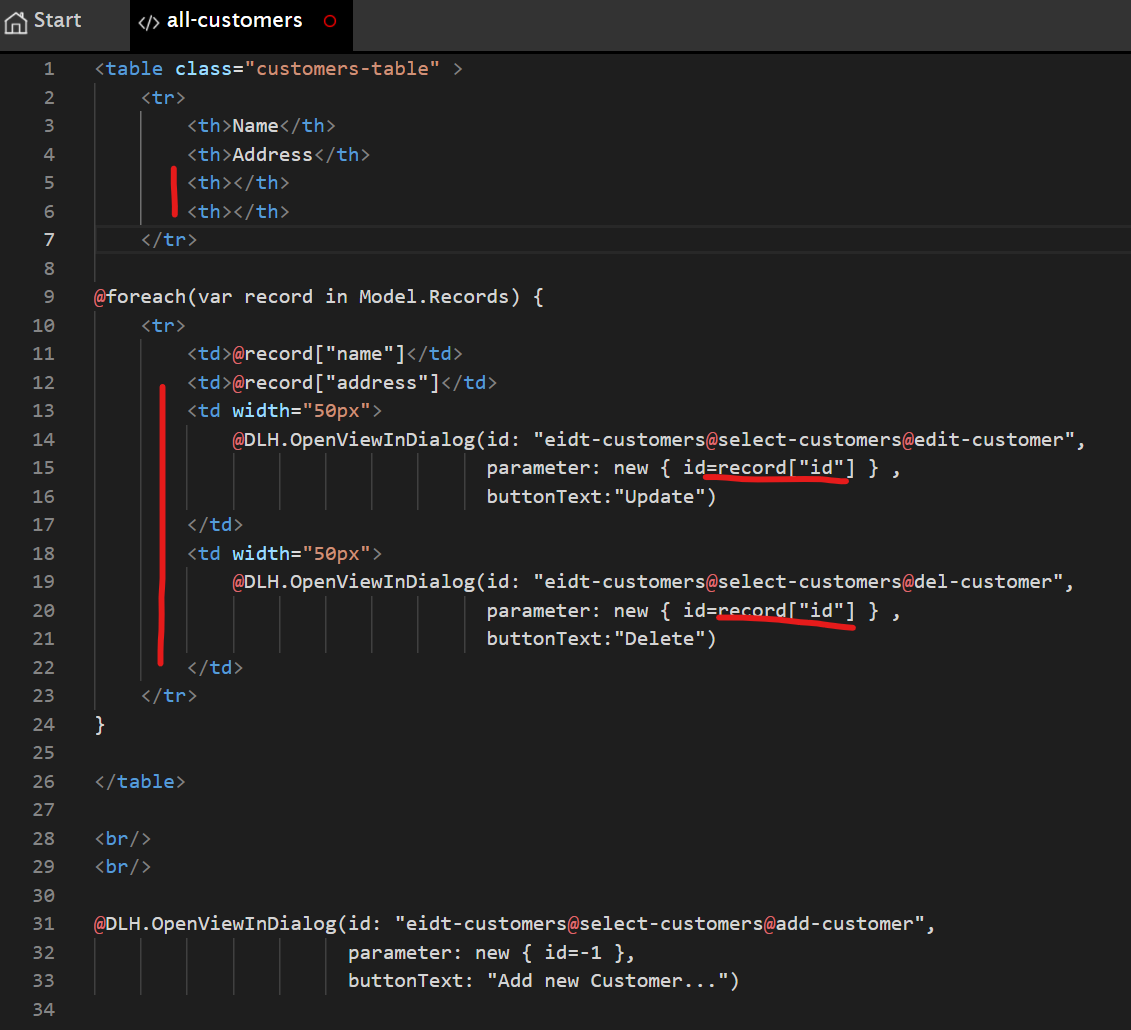 Start
</> all-customers
1 <table class="customers-table" >
2 <tr>
3 <th>Name</th>
4 <th>Address</th>
5 <th></th>
6 <th></th>
7 </tr>
8
9 @foreach(var record in Model.Records) {
10 <tr>
11 <td>@record["name"]</td>
12 <td>@record["address"]</td>
13 <td width="50px">
14 @DLH.OpenViewInDialog(id: "eidt-customers@select-customers@edit-customer",
15 parameter: new { id=record["id"] } ,
16 buttonText:"Update")
17 </td>
18 <td width="50px">
19 @DLH.OpenViewInDialog(id: "eidt-customers@select-customers@del-customer",
20 parameter: new { id=record["id"] } ,
21 buttonText:"Delete")
22 </td>
23 </tr>
24 }
25
26 </table>
27
28 <br/>
29 <br/>
30
31 @DLH.OpenViewInDialog(id: "eidt-customers@select-customers@add-customer",
32 parameter: new { id=-1 },
33 buttonText: "Add new Customer...")
34